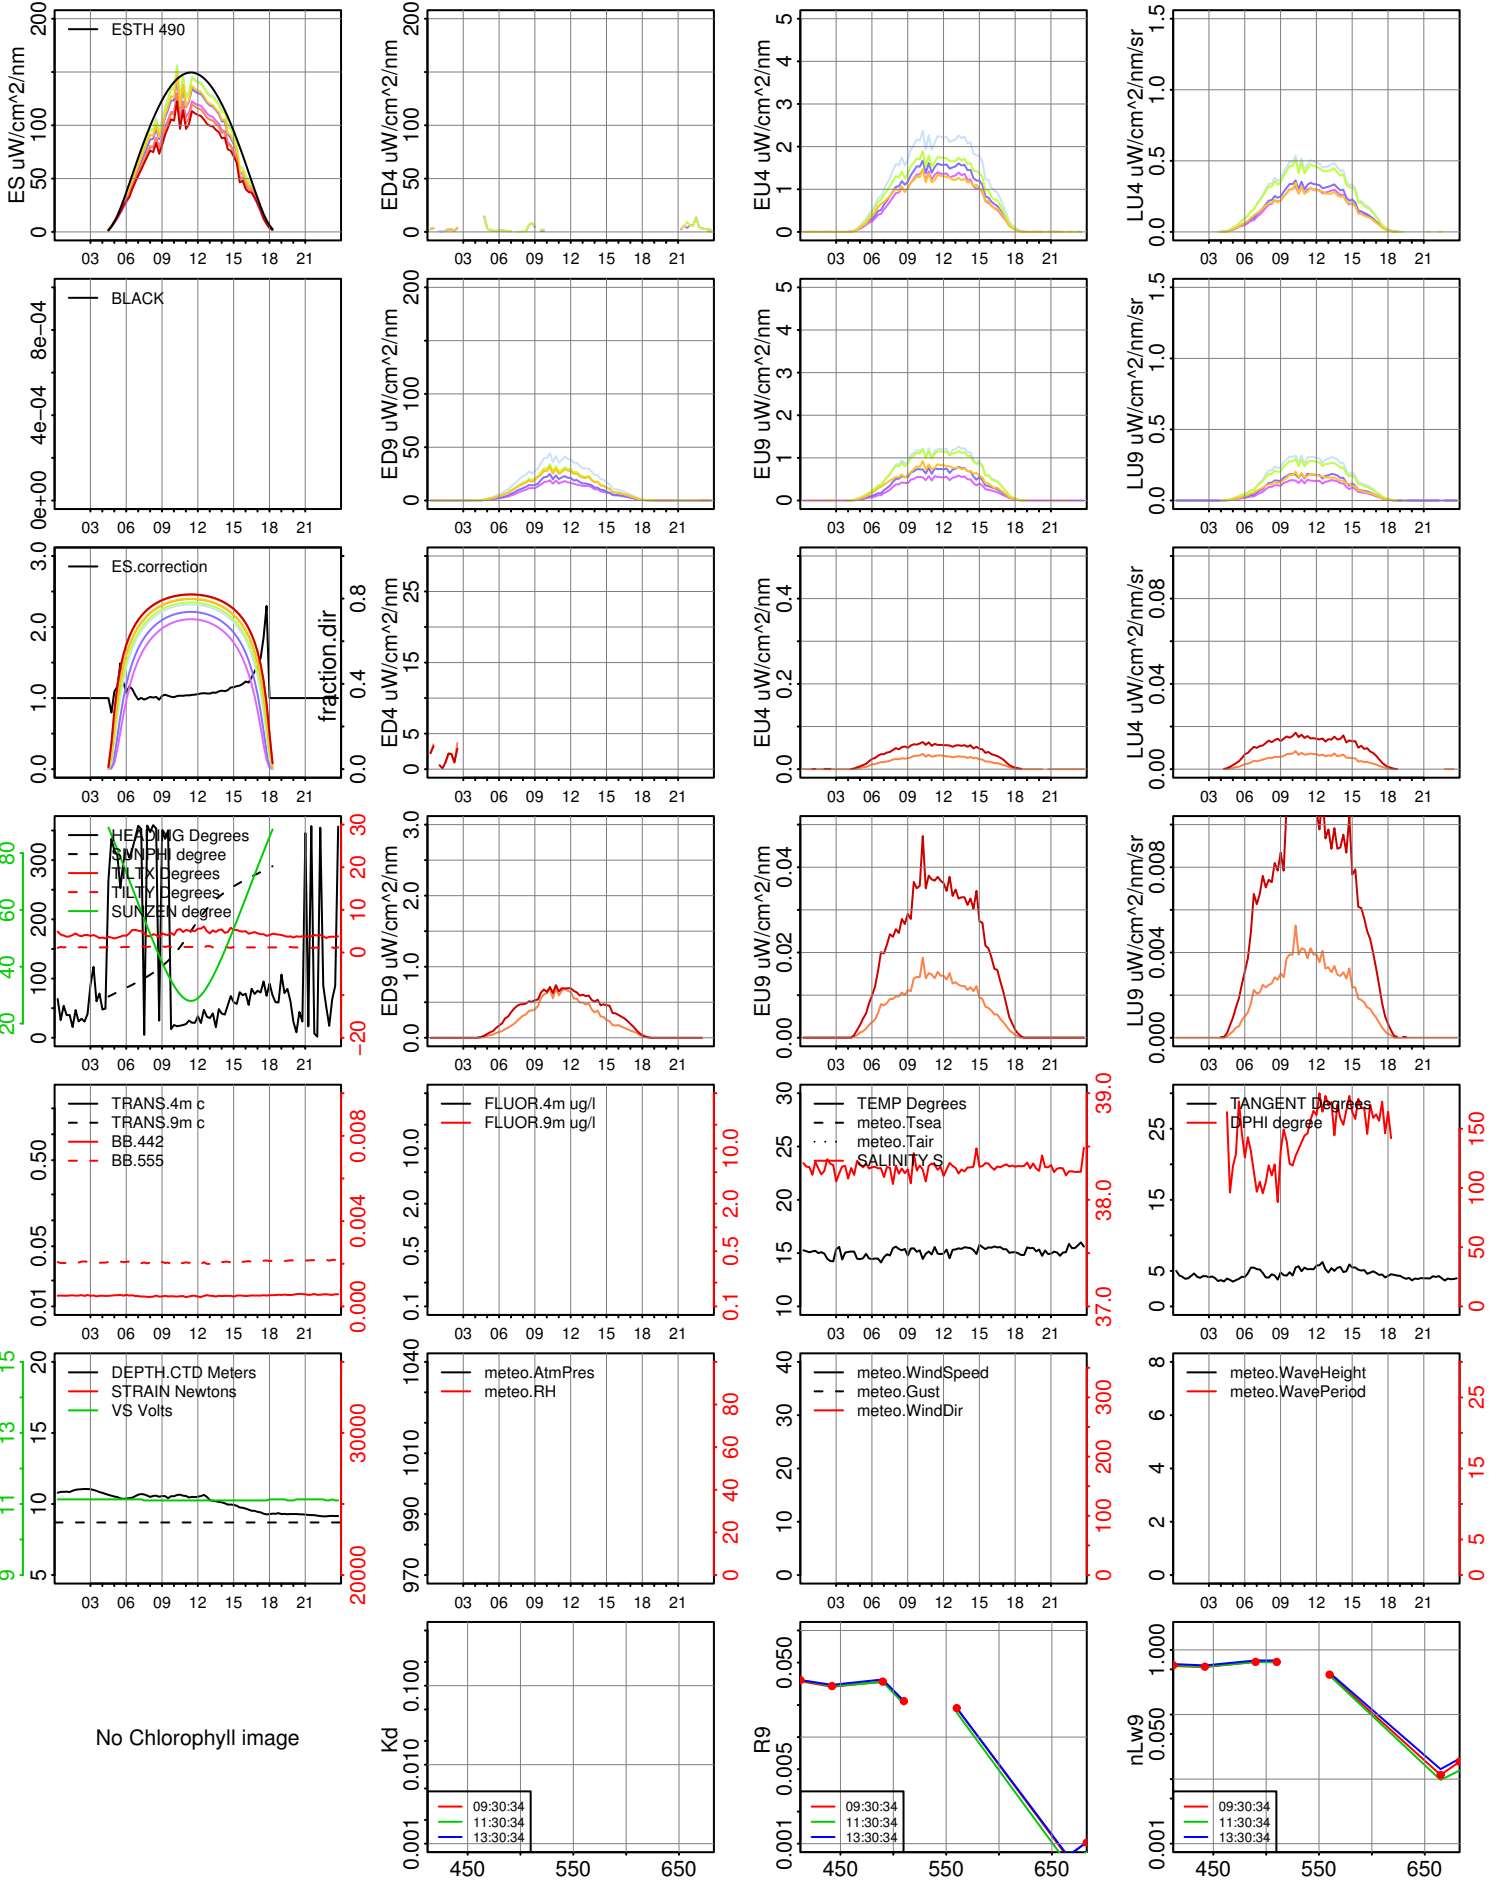 ES uW/cm^2/nm
0 50 100 200
ESTH 490
03 06 09 12 15 18 21
ED4 uW/cm^2/nm
0 50 100 200
03 06 09 12 15 18 21
EU4 uW/cm^2/nm
0 1 2 3 4 5
03 06 09 12 15 18 21
LU4 uW/cm^2/nm/sr
0.0 0.5 1.0 1.5
03 06 09 12 15 18 21
0e+00 4e−04 8e−04
BLACK
03 06 09 12 15 18 21
ED9 uW/cm^2/nm
0 50 100 200
03 06 09 12 15 18 21
EU9 uW/cm^2/nm
0 1 2 3 4 5
03 06 09 12 15 18 21
LU9 uW/cm^2/nm/sr
0.0 0.5 1.0 1.5
03 06 09 12 15 18 21
0.0 1.0 2.0 3.0
ES.correction
fraction.dir
0.0 0.4 0.8
03 06 09 12 15 18 21
ED4 uW/cm^2/nm
0 5 15 25
03 06 09 12 15 18 21
EU4 uW/cm^2/nm
0.0 0.2 0.4
03 06 09 12 15 18 21
LU4 uW/cm^2/nm/sr
0.00 0.04 0.08
03 06 09 12 15 18 21
20 40 60 80
0 100 200 300
HEADING Degrees
SUNPHI degree
TILTX Degrees
TILTY Degrees
SUNZEN degree
−20 0 10 20 30
03 06 09 12 15 18 21
ED9 uW/cm^2/nm
0.0 1.0 2.0 3.0
03 06 09 12 15 18 21
EU9 uW/cm^2/nm
0.00 0.02 0.04
03 06 09 12 15 18 21
LU9 uW/cm^2/nm/sr
0.000 0.004 0.008
03 06 09 12 15 18 21
0.01 0.05 0.50
TRANS.4m c
TRANS.9m c
BB.442
BB.555
0.000 0.004 0.008
03 06 09 12 15 18 21
0.1 0.5 2.0 10.0
FLUOR.4m ug/l
FLUOR.9m ug/l
0.1 0.5 2.0 10.0
03 06 09 12 15 18 21
10 15 20 25 30
TEMP Degrees
meteo.Tsea
meteo.Tair
SALINITY S
37.0 38.0 39.0
03 06 09 12 15 18 21
0 5 15 25
TANGENT Degrees
DPHI degree
0 50 100 150
03 06 09 12 15 18 21
9 11 13 15
5 10 15 20
DEPTH.CTD Meters
STRAIN Newtons
VS Volts
20000 30000
03 06 09 12 15 18 21
970 990 1010 1040
meteo.AtmPres
meteo.RH
0 20 40 60 80
03 06 09 12 15 18 21
0 10 20 30 40
meteo.WindSpeed
meteo.Gust
meteo.WindDir
0 100 200 300
03 06 09 12 15 18 21
0 2 4 6 8
meteo.WaveHeight
meteo.WavePeriod
0 5 15 25
03 06 09 12 15 18 21
No Chlorophyll image
Kd
0.001 0.010 0.100
09:30:34
11:30:34
13:30:34
450 550 650
R9
0.001 0.005 0.050
09:30:34
11:30:34
13:30:34
450 550 650
nLw9
0.001 0.050 1.000
09:30:34
11:30:34
13:30:34
450 550 650